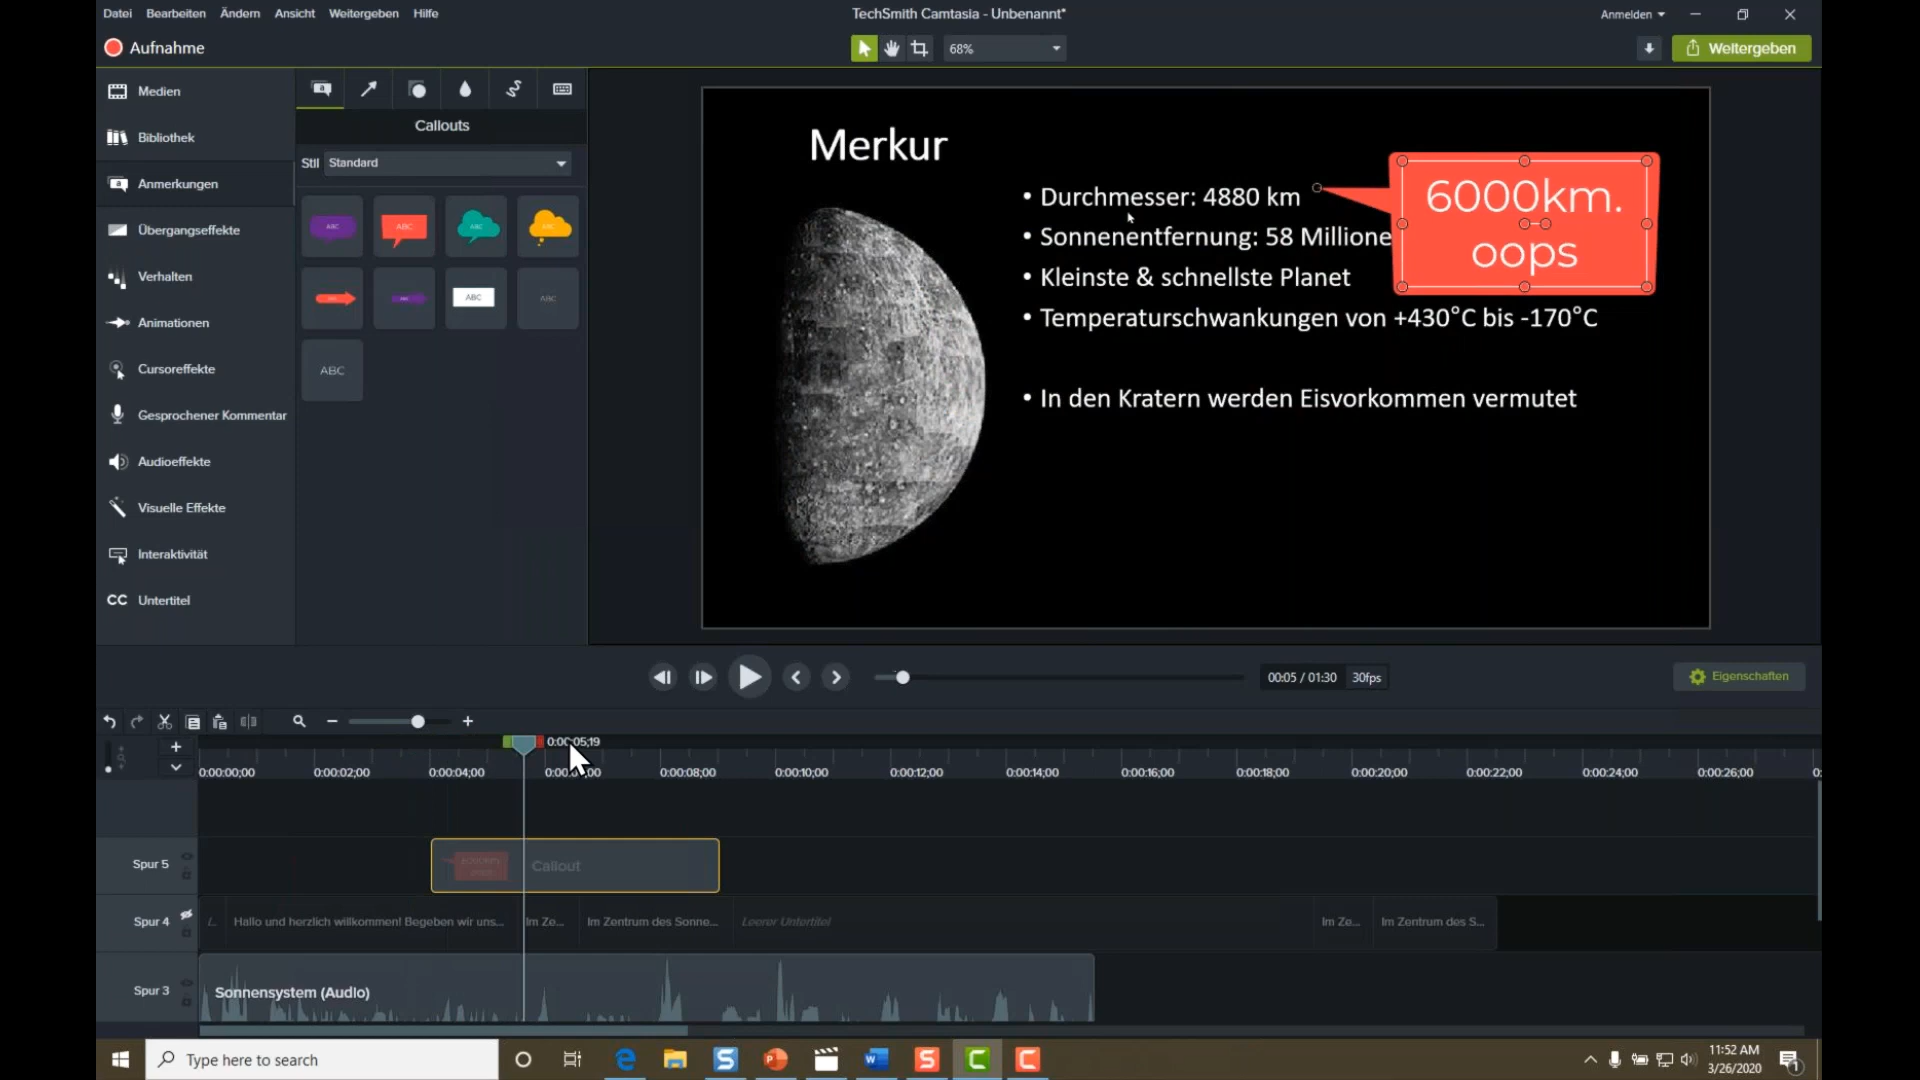 Datei Bearbeiten Ändern Ansicht Weitergeben Hilfe
TechSmith Camtasia - Unbenannt*
Anmelden
Aufnahme
68%
Weitergeben
Medien
Bibliothek
Anmerkungen
Übergangseffekte
Verhalten
Animationen
Cursoreffekte
Gesprochener Kommentar
Audioeffekte
Visuelle Effekte
Interaktivität
CC Untertitel
Callouts
Stil Standard
ABC ABC ABC ABC
ABC ABC
ABC
Merkur
• Durchmesser: 4880 km
• Sonnenentfernung: 58 Millione
• Kleinste & schnellste Planet
• Temperaturschwankungen von +430°C bis -170°C
• In den Kratern werden Eisvorkommen vermutet
6000km.
oops
00:05 / 01:30 30fps
Eigenschaften
0:00:05;19
0:00:00;00 0:00:02;00 0:00:04;00 0:00:08;00 0:00:10;00 0:00:12;00 0:00:14;00 0:00:16;00 0:00:18;00 0:00:20;00 0:00:22;00 0:00:24;00 0:00:26;00
Spur 5
Callout
Spur 4
Hallo und herzlich willkommen! Begeben wir uns... Im Ze... Im Zentrum des Sonne... Leerer Untertitel Im Ze... Im Zentrum des S...
Spur 3
Sonnensystem (Audio)
Type here to search
11:52 AM
3/26/2020